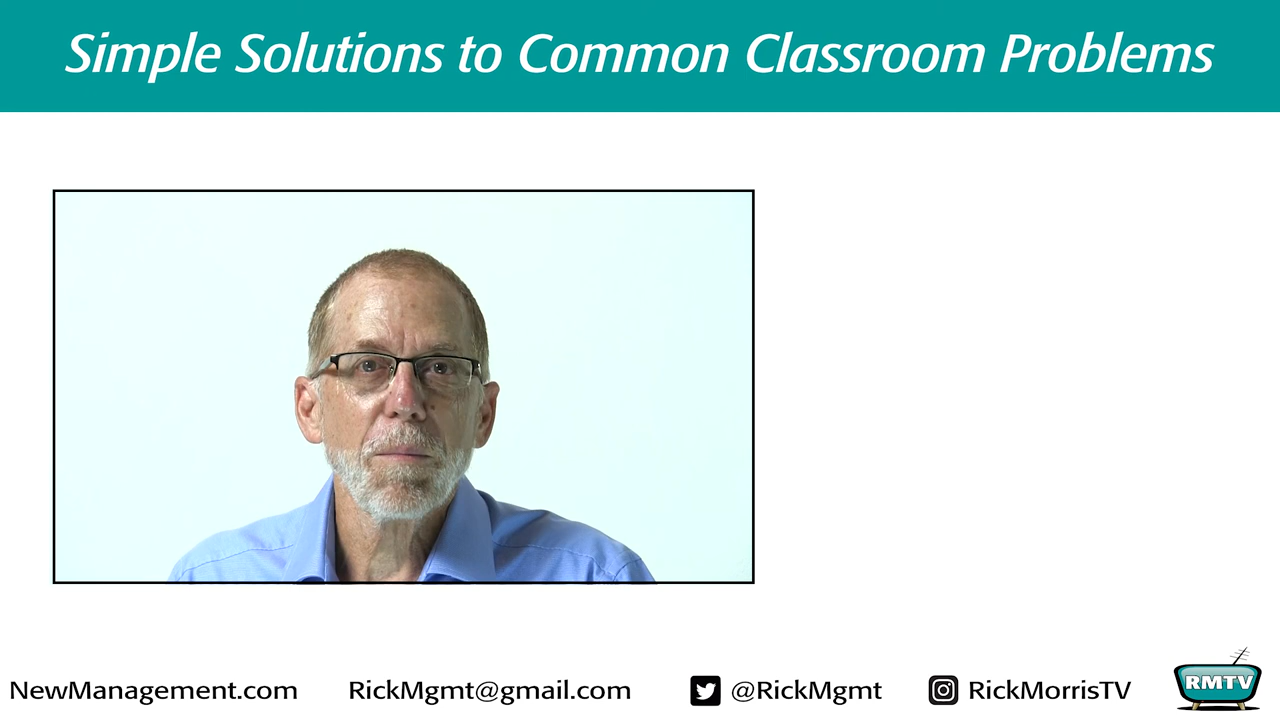 Simple Solutions to Common Classroom Problems
NewManagement.com
RickMgmt@gmail.com
@RickMgmt
RickMorrisTV
RMTV